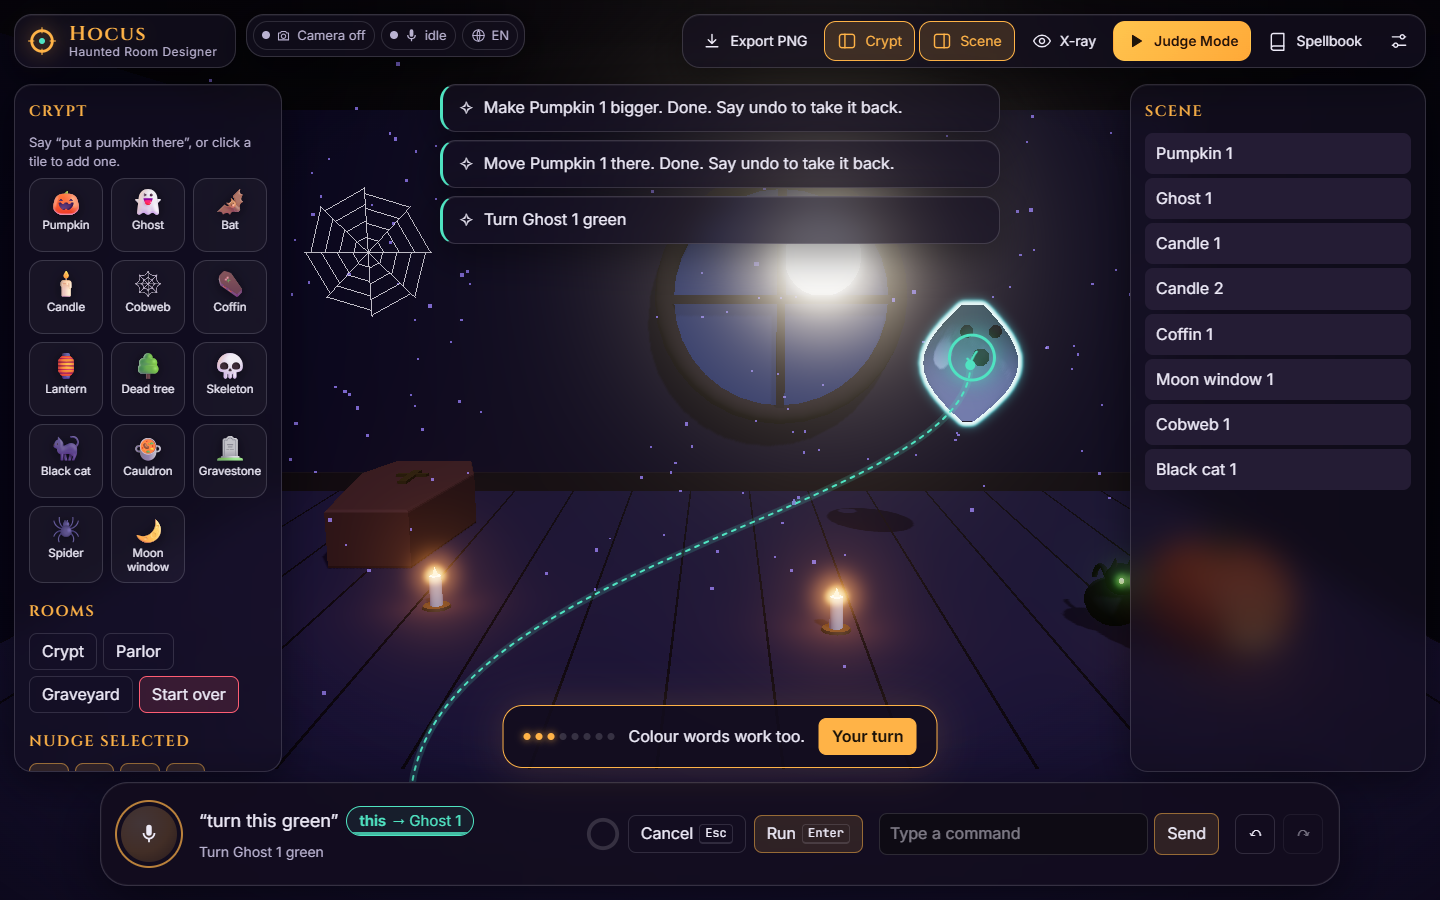 Hocus
Haunted Room Designer
Camera off
idle
EN
Export PNG
Crypt
Scene
X-ray
Judge Mode
Spellbook
CRYPT
Say “put a pumpkin there”, or click a
tile to add one.
Pumpkin
Ghost
Bat
Candle
Cobweb
Coffin
Lantern
Dead tree
Skeleton
Black cat
Cauldron
Gravestone
Spider
Moon
window
ROOMS
Crypt
Parlor
Graveyard
Start over
NUDGE SELECTED
Make Pumpkin 1 bigger. Done. Say undo to take it back.
Move Pumpkin 1 there. Done. Say undo to take it back.
Turn Ghost 1 green
SCENE
Pumpkin 1
Ghost 1
Candle 1
Candle 2
Coffin 1
Moon window 1
Cobweb 1
Black cat 1
Colour words work too.
Your turn
“turn this green”
this → Ghost 1
Turn Ghost 1 green
Cancel Esc
Run Enter
Type a command
Send